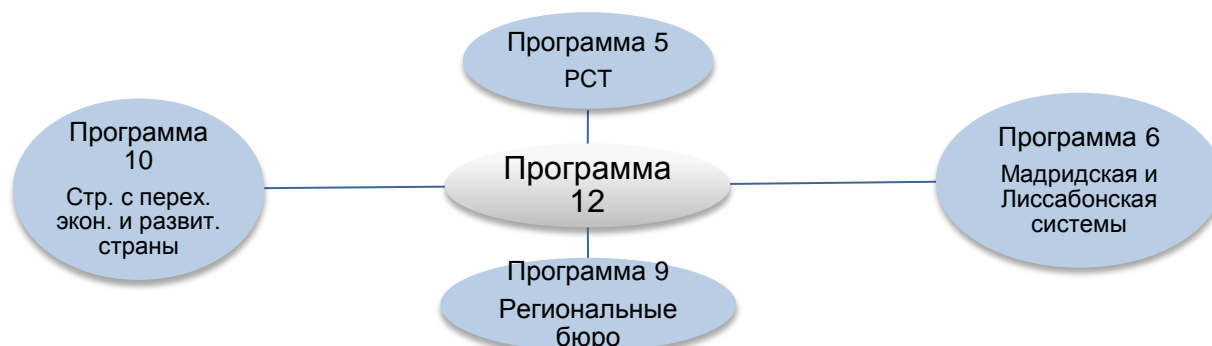 Программа 5
РСТ
Программа
10
Стр. с перех.
экон. и развит.
страны
Программа
12
Программа 6
Мадридская и
Лиссабонская
системы
Программа 9
Региональные
бюро